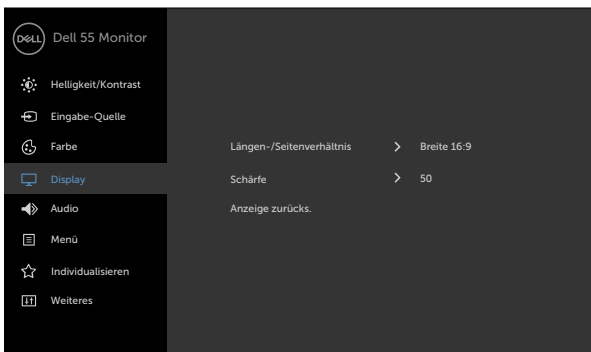 DELL Dell 55 Monitor
Helligkeit/Kontrast
Eingabe-Quelle
Farbe
Display
Audio
Menü
Individualisieren
Weiteres
Längen-/Seitenverhältnis > Breite 16:9
Schärfe > 50
Anzeige zurücks.